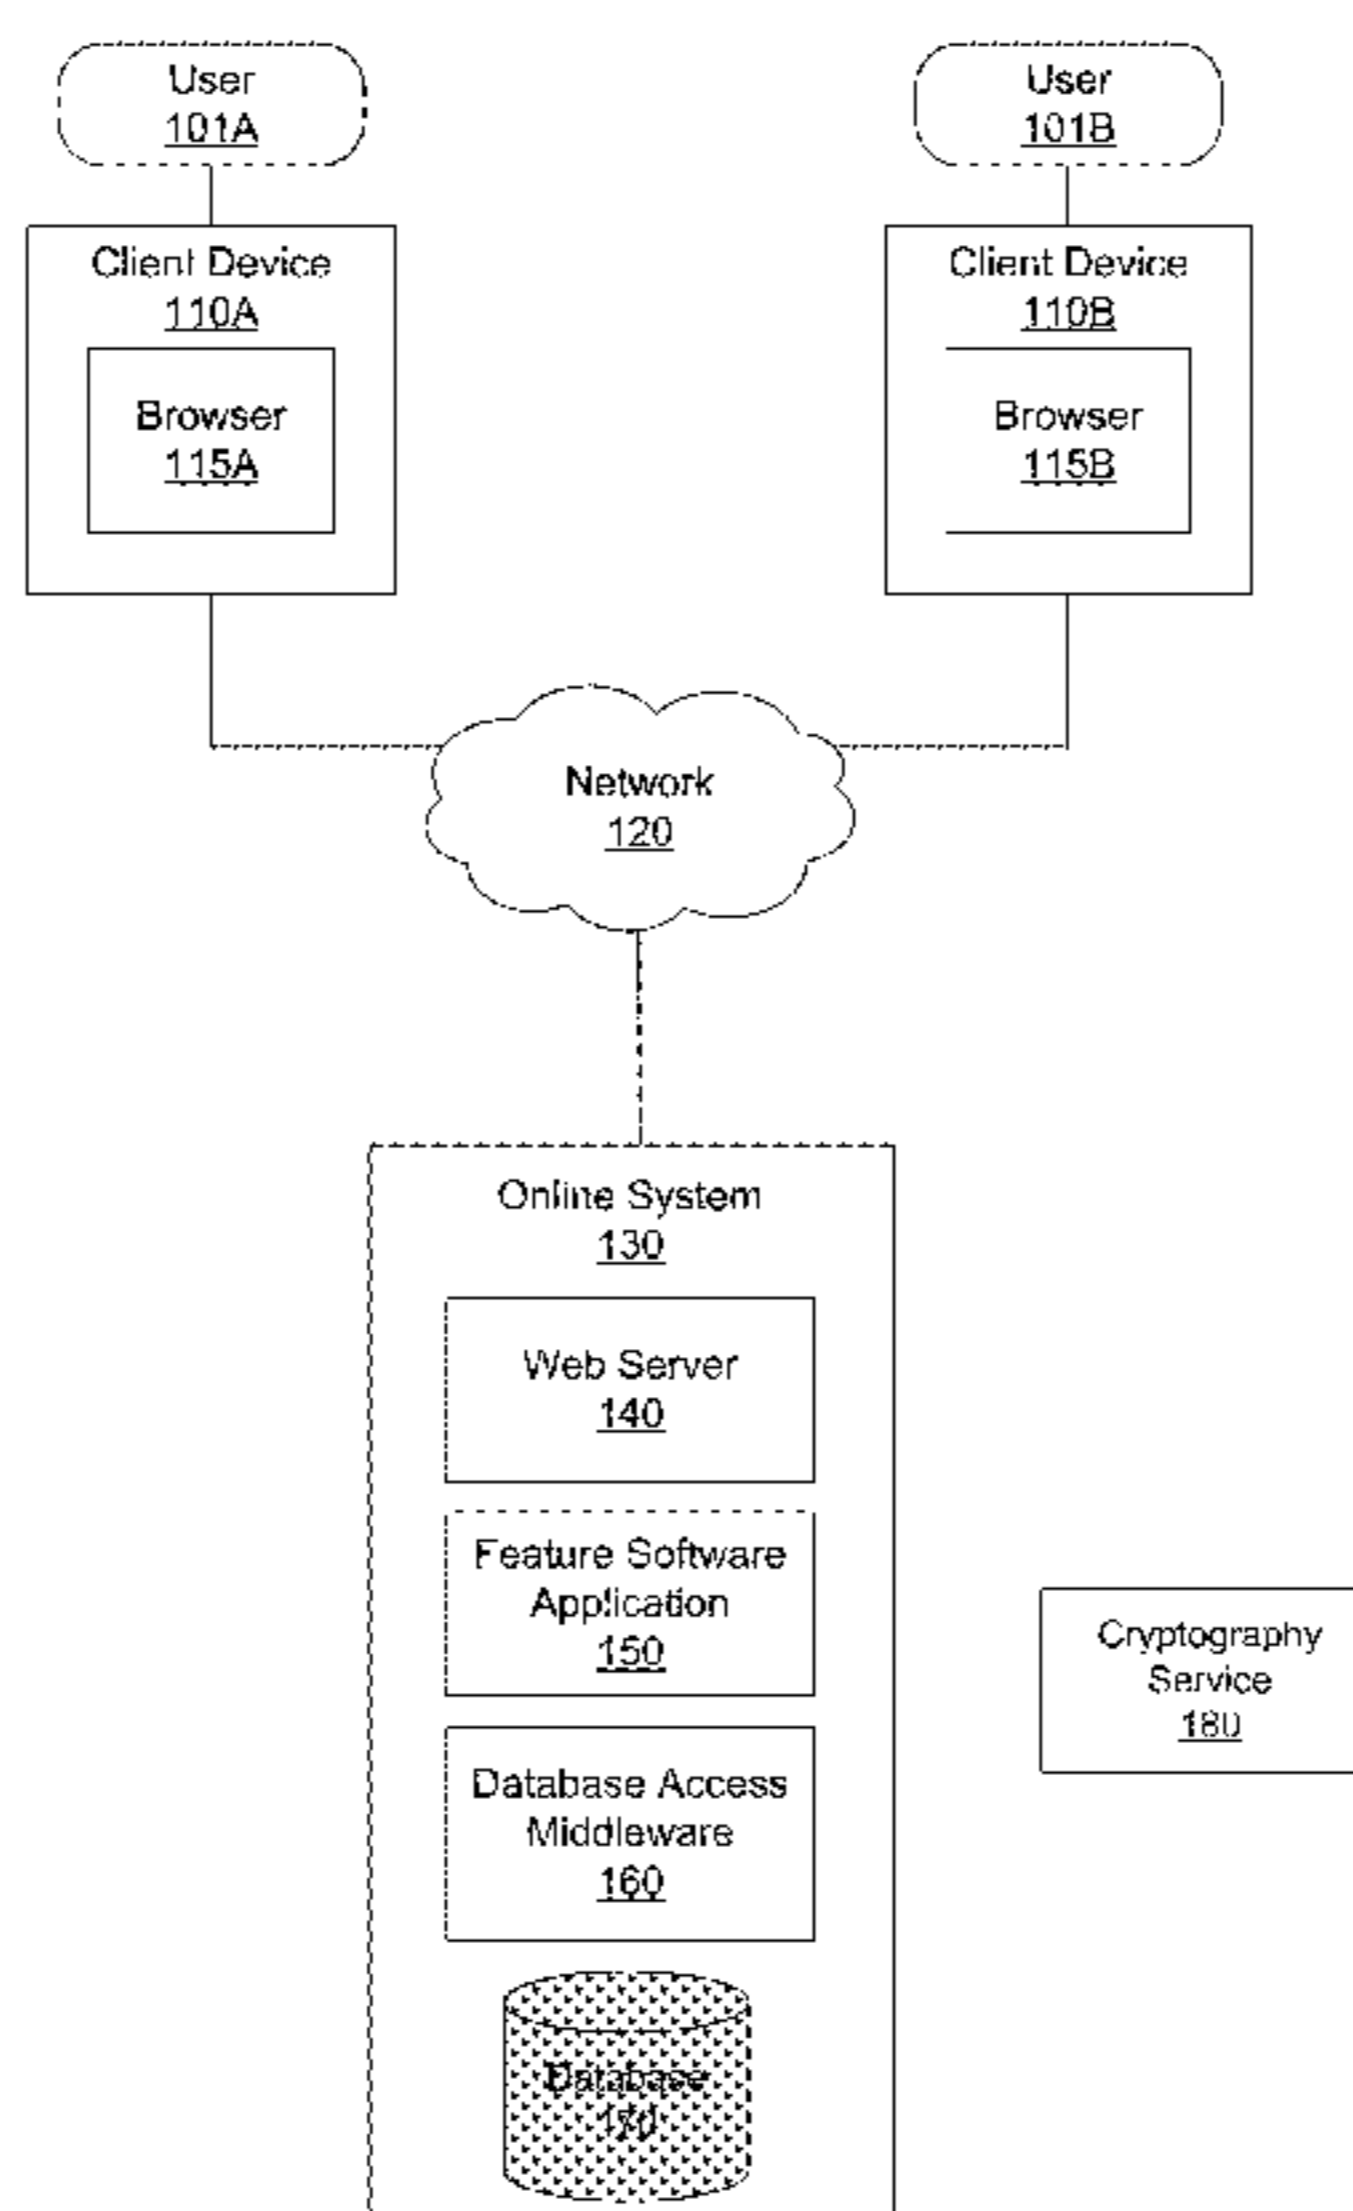 User
101A
User
101B
Client Device
110A
Client Device
110B
Browser
115A
Browser
115B
Network
120
Online System
130
Web Server
140
Feature Software
Application
150
Cryptography
Service
180
Database Access
Middleware
160
Database
170